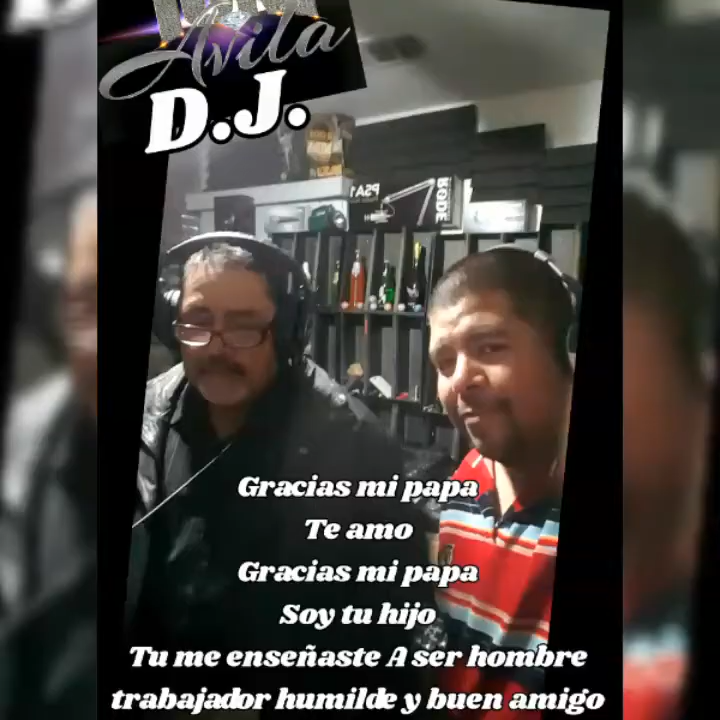 Avila
D.J.
RODE
PSA1
Gracias mi papa
Te amo
Gracias mi papa
Soy tu hijo
Tu me enseñaste A ser hombre
trabajador humilde y buen amigo